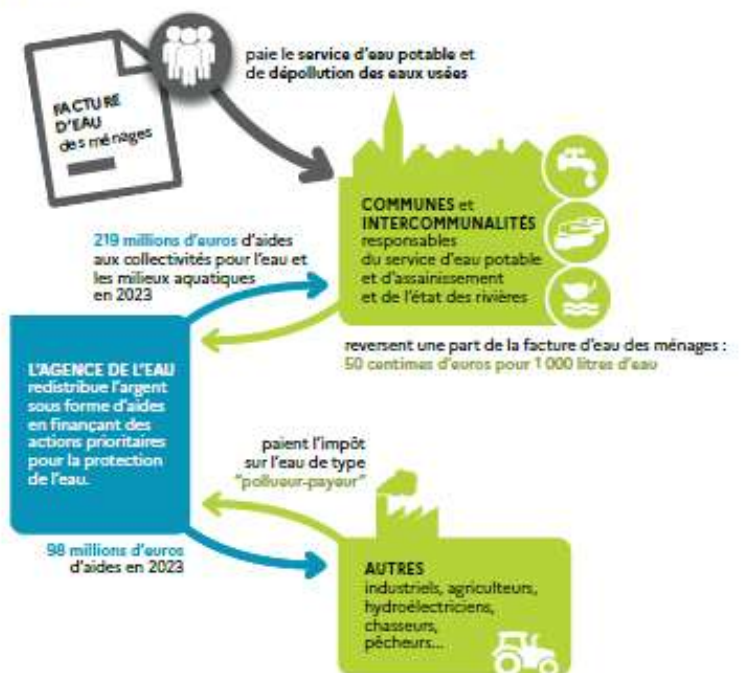 FACTURE
D'EAU
des ménages
paie le service d'eau potable et
de dépollution des eaux usées
COMMUNES et
INTERCOMMUNALITÉS
responsables
du service d'eau potable
et d'assainissement
et de l'état des rivières
219 millions d'euros d'aides
aux collectivités pour l'eau et
les milieux aquatiques
en 2023
reversent une part de la facture d'eau des ménages :
50 centimes d'euros pour 1 000 litres d'eau
L'AGENCE DE L'EAU
redistribue l'argent
sous forme d'aides
en finançant des
actions prioritaires
pour la protection
de l'eau.
paient l'impôt
sur l'eau de type
"pollueur-payeur"
98 millions d'euros
d'aides en 2023
AUTRES
industriels, agriculteurs,
hydroélectriciens,
chasseurs,
pêcheurs...